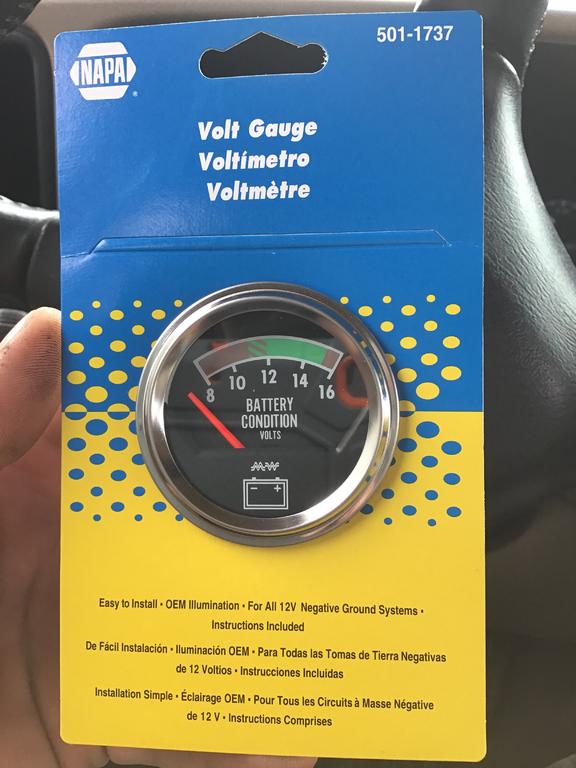 501-1737
NAPA
®
Volt Gauge
Voltímetro
Voltmètre
8 10 12 14 16
BATTERY
CONDITION
VOLTS
- +
Easy to Install • OEM Illumination • For All 12V Negative Ground Systems •
Instructions Included
De Fácil Instalación • Iluminación OEM • Para Todas las Tomas de Tierra Negativas
de 12 Voltios • Instrucciones Incluidas
Installation Simple • Éclairage OEM • Pour Tous les Circuits à Masse Négative
de 12 V • Instructions Comprises